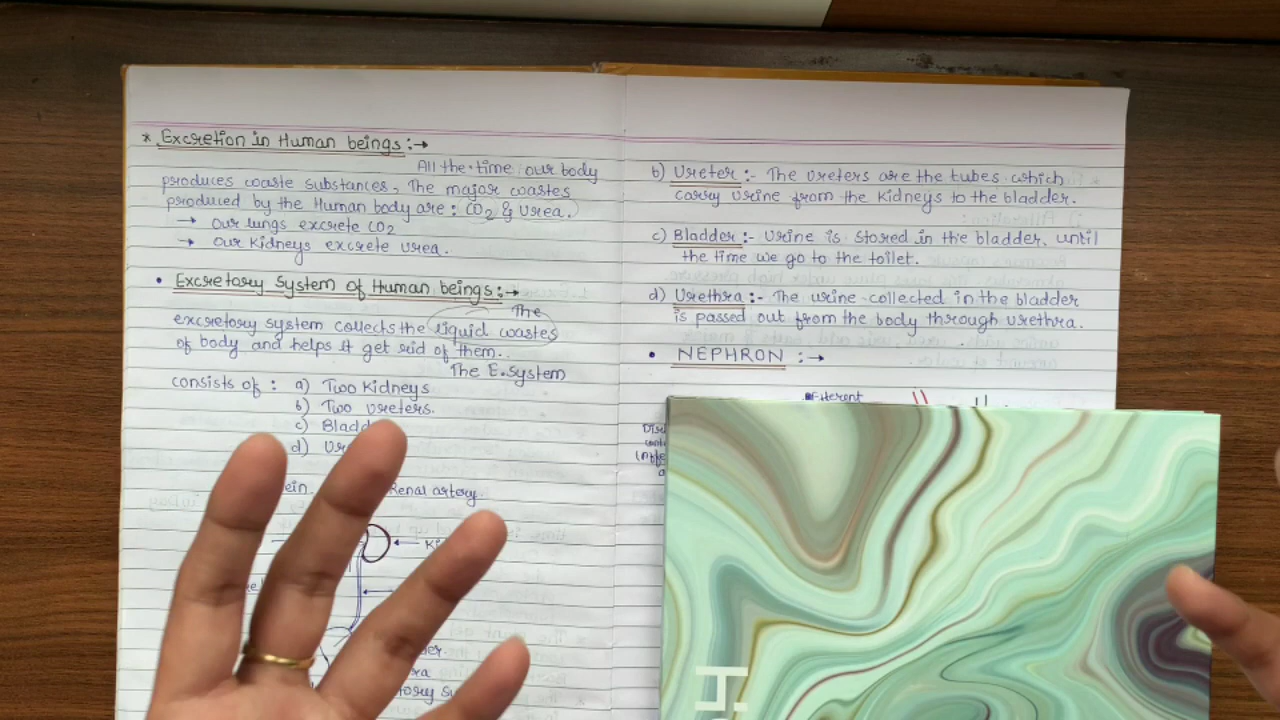 * Excretion in Human beings :→
All the time our body
produces waste substances. The major wastes
produced by the Human body are : CO2 & Urea.
→ our lungs excrete CO2
→ our Kidneys excrete urea.
• Excretory System of Human beings :→
The
excretory system collects the liquid wastes
of body and helps it get rid of them.
The E.System
consists of : a) Two Kidneys
b) Two ureters.
c) Bladd
d) Ur
ein. Renal artery.
Ki
der.
b) Ureter :- The ureters are the tubes which
carry urine from the kidneys to the bladder.
c) Bladder :- Urine is stored in the bladder, until
the time we go to the toilet.
d) Urethra :- The urine collected in the bladder
is passed out from the body through urethra.
• NEPHRON :→